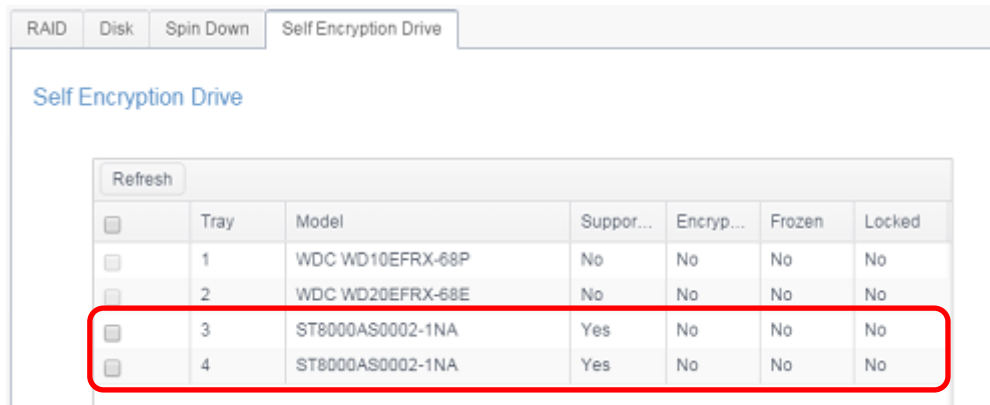 RAID Disk Spin Down Self Encryption Drive
Self Encryption Drive
Refresh
Tray Model Suppor... Encryp... Frozen Locked
1 WDC WD10EFRX-68P No No No No
2 WDC WD20EFRX-68E No No No No
3 ST8000AS0002-1NA Yes No No No
4 ST8000AS0002-1NA Yes No No No